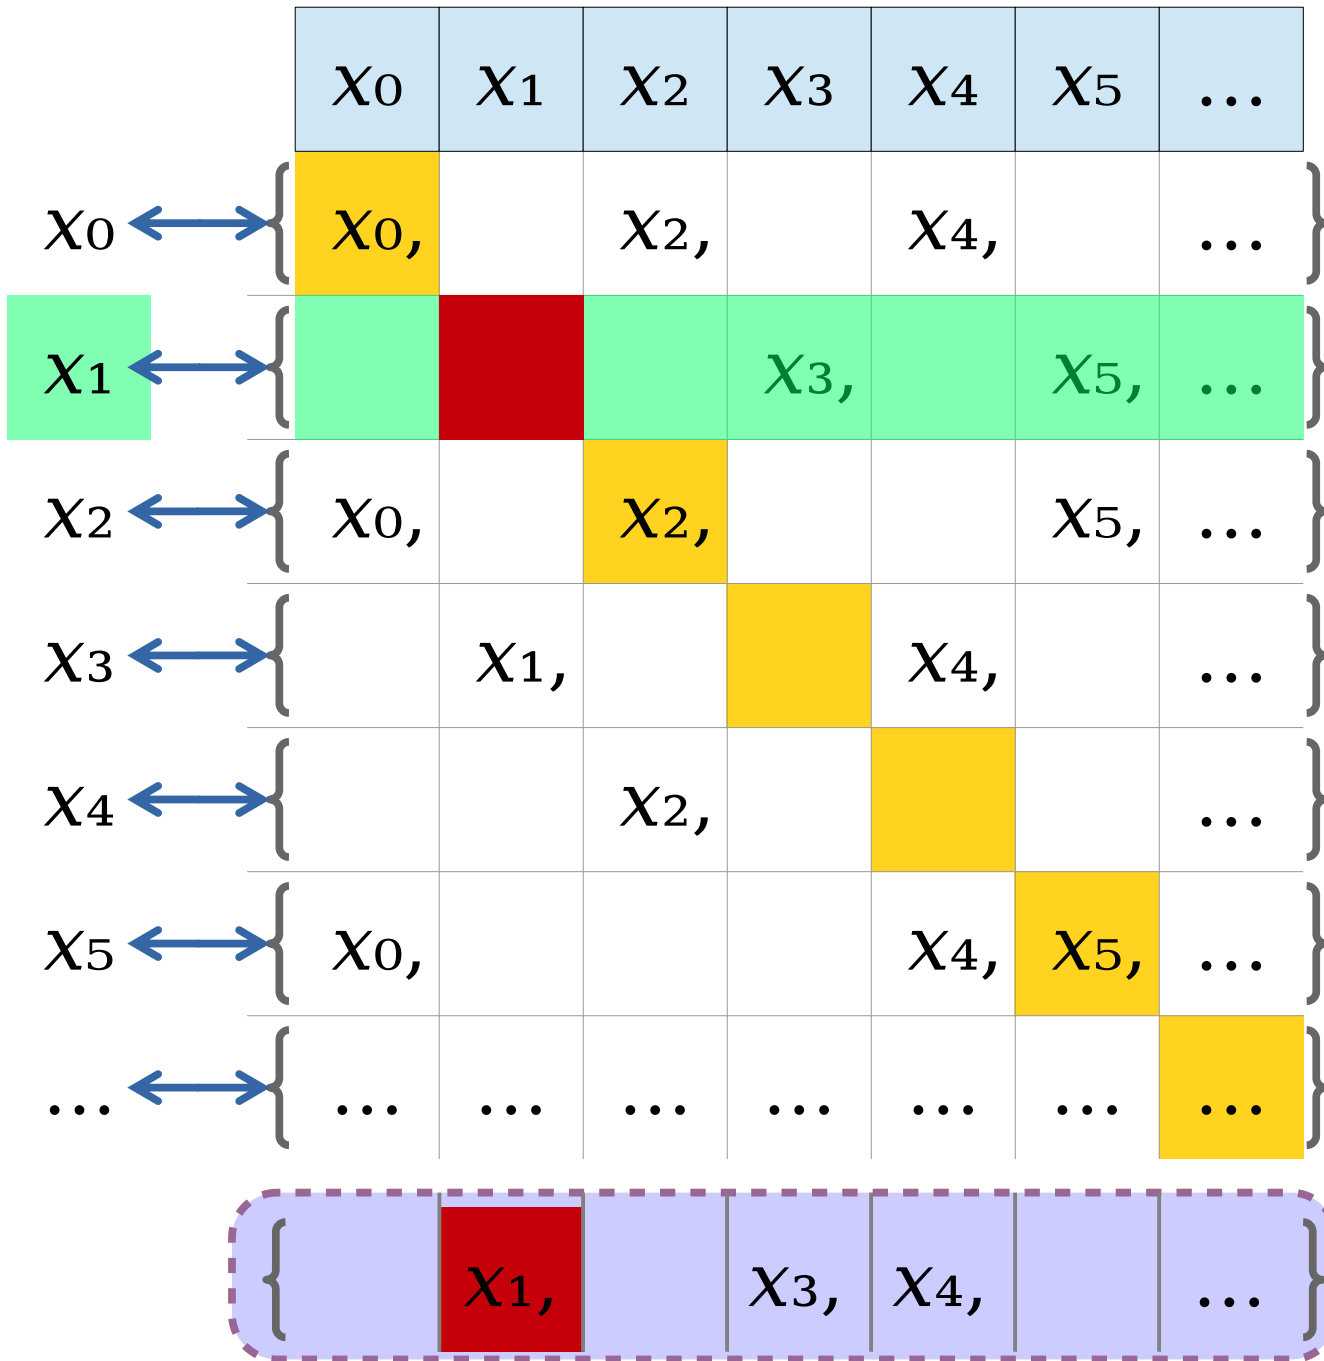 x₀ x₁ x₂ x₃ x₄ x₅ ...
x₀ { x₀, x₂, x₄, ... }
x₁ { x₃, x₅, ... }
x₂ { x₀, x₂, x₅, ... }
x₃ { x₁, x₄, ... }
x₄ { x₂, ... }
x₅ { x₀, x₄, x₅, ... }
... { ... ... ... ... ... ... ... }
{ x₁, x₃, x₄, ... }